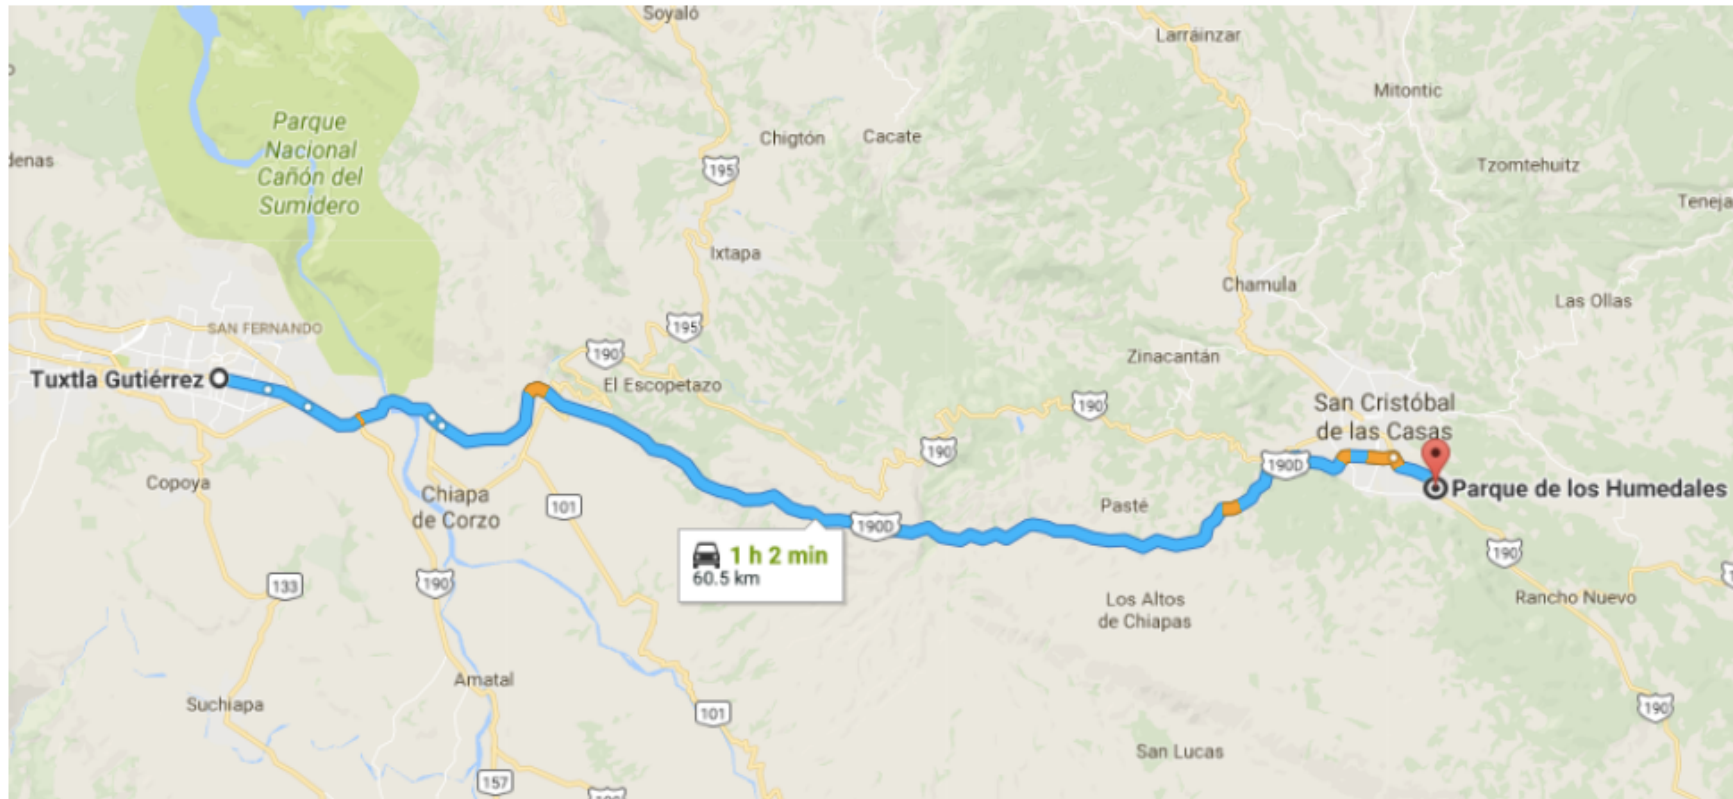 Soyaló
Larráinzar
Mitontic
Parque
Nacional
Cañón del
Sumidero
Chigtón
Cacate
denas
195
Tzomtehuitz
Teneja
Ixtapa
Chamula
Las Ollas
SAN FERNANDO
195
190
Zinacantán
Tuxtla Gutiérrez
El Escopetazo
190
San Cristóbal
de las Casas
190
190D
Copoya
Chiapa
de Corzo
101
Parque de los Humedales
Pasté
190D
1 h 2 min
60.5 km
190
133
190
Los Altos
de Chiapas
Rancho Nuevo
Amatal
Suchiapa
101
190
San Lucas
157